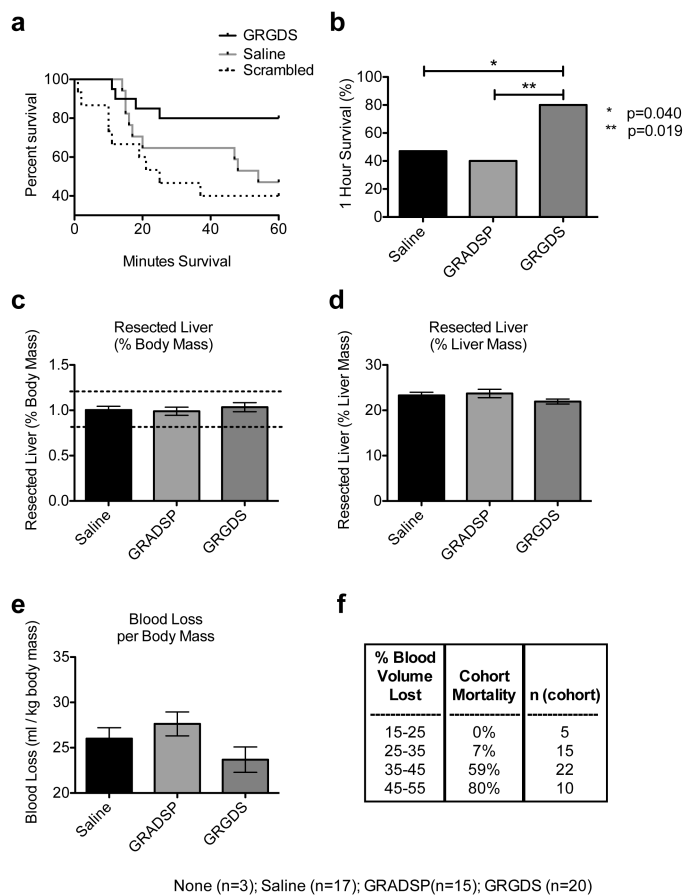 a
GRGDS
Saline
Scrambled
Percent survival
100
80
60
40
0
20
40
60
Minutes Survival
b
1 Hour Survival (%)
100
80
60
40
20
0
*
**
* p=0.040
** p=0.019
Saline
GRADSP
GRGDS
c
Resected Liver
(% Body Mass)
Resected Liver (% Body Mass)
1.5
1.0
0.5
0.0
Saline
GRADSP
GRGDS
d
Resected Liver
(% Liver Mass)
Resected Liver (% Liver Mass)
30
20
10
0
Saline
GRADSP
GRGDS
e
Blood Loss
per Body Mass
Blood Loss (ml / kg body mass)
35
30
25
20
Saline
GRADSP
GRGDS
f
% Blood Volume Lost Cohort Mortality n (cohort)
15-25 0% 5
25-35 7% 15
35-45 59% 22
45-55 80% 10
None (n=3); Saline (n=17); GRADSP(n=15); GRGDS (n=20)